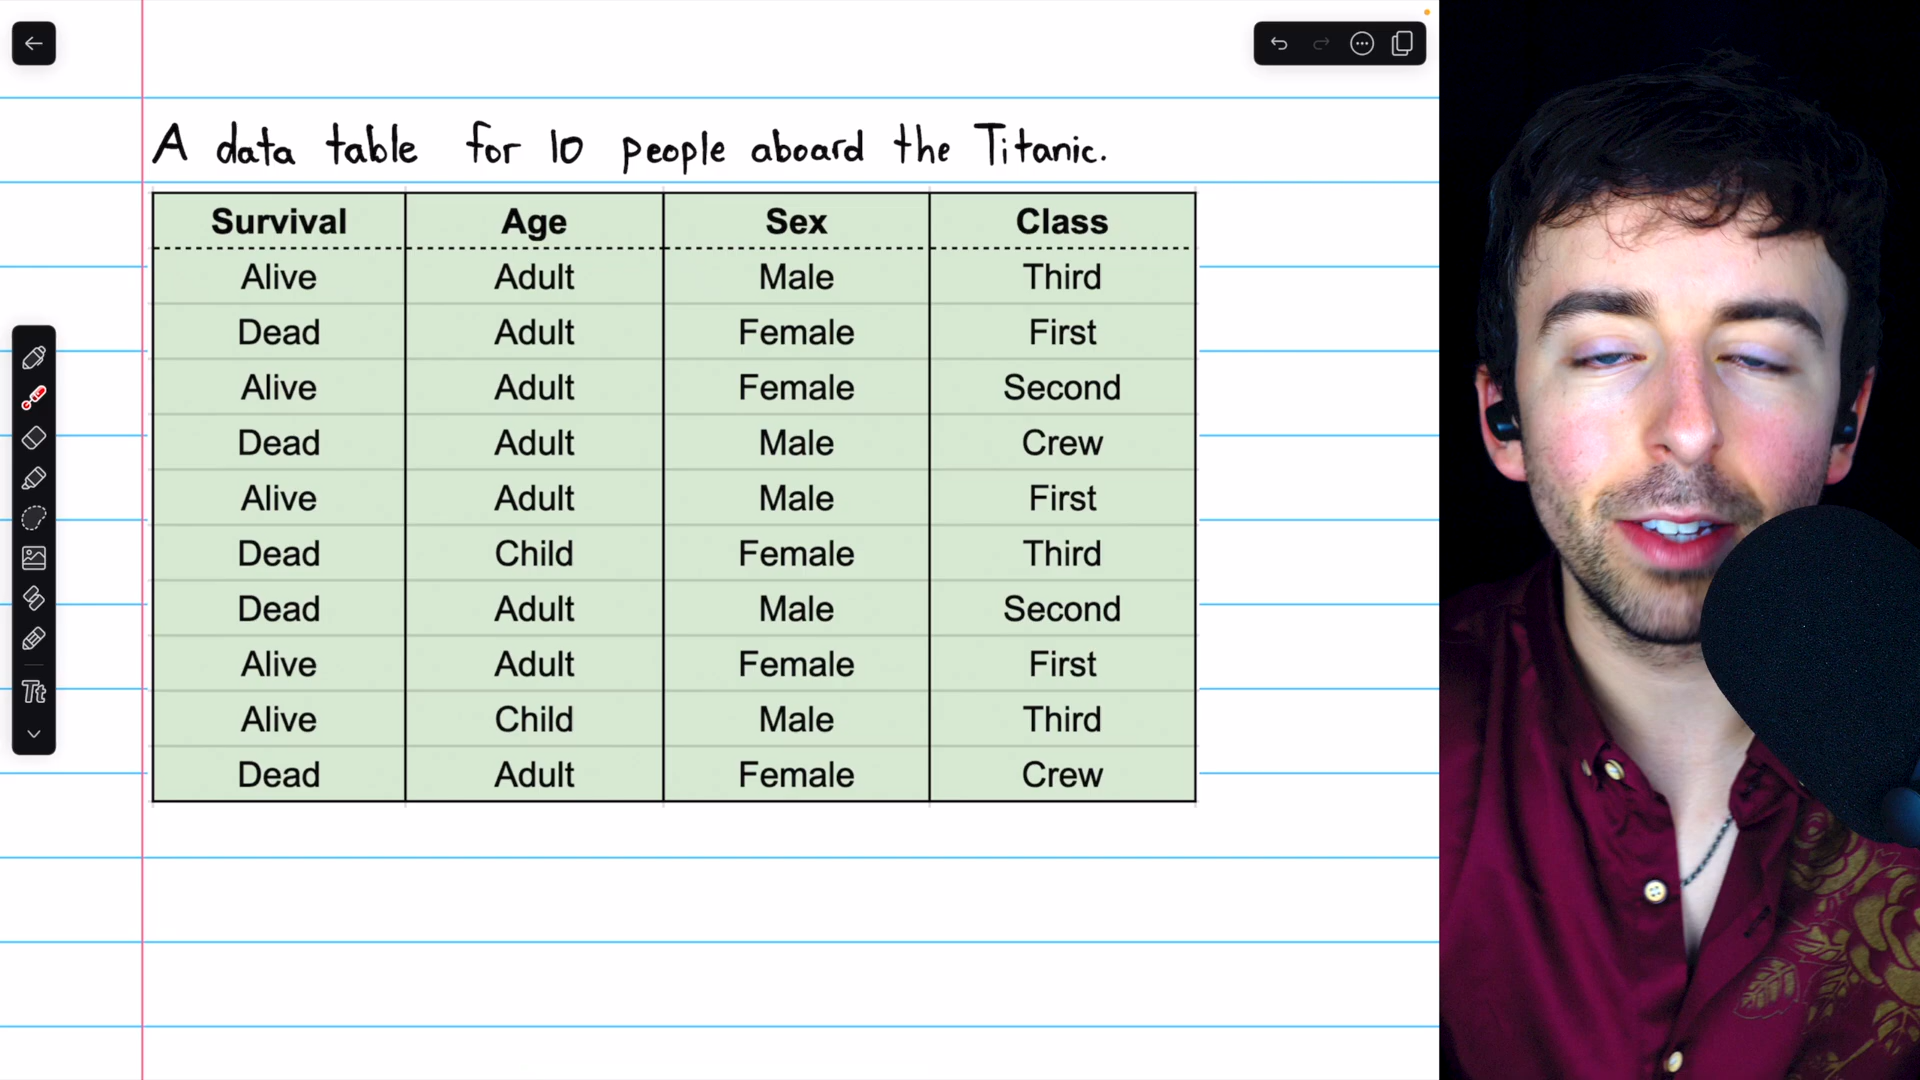 A data table for 10 people aboard the Titanic.
Survival Age Sex Class
Alive Adult Male Third
Dead Adult Female First
Alive Adult Female Second
Dead Adult Male Crew
Alive Adult Male First
Dead Child Female Third
Dead Adult Male Second
Alive Adult Female First
Alive Child Male Third
Dead Adult Female Crew
Tt